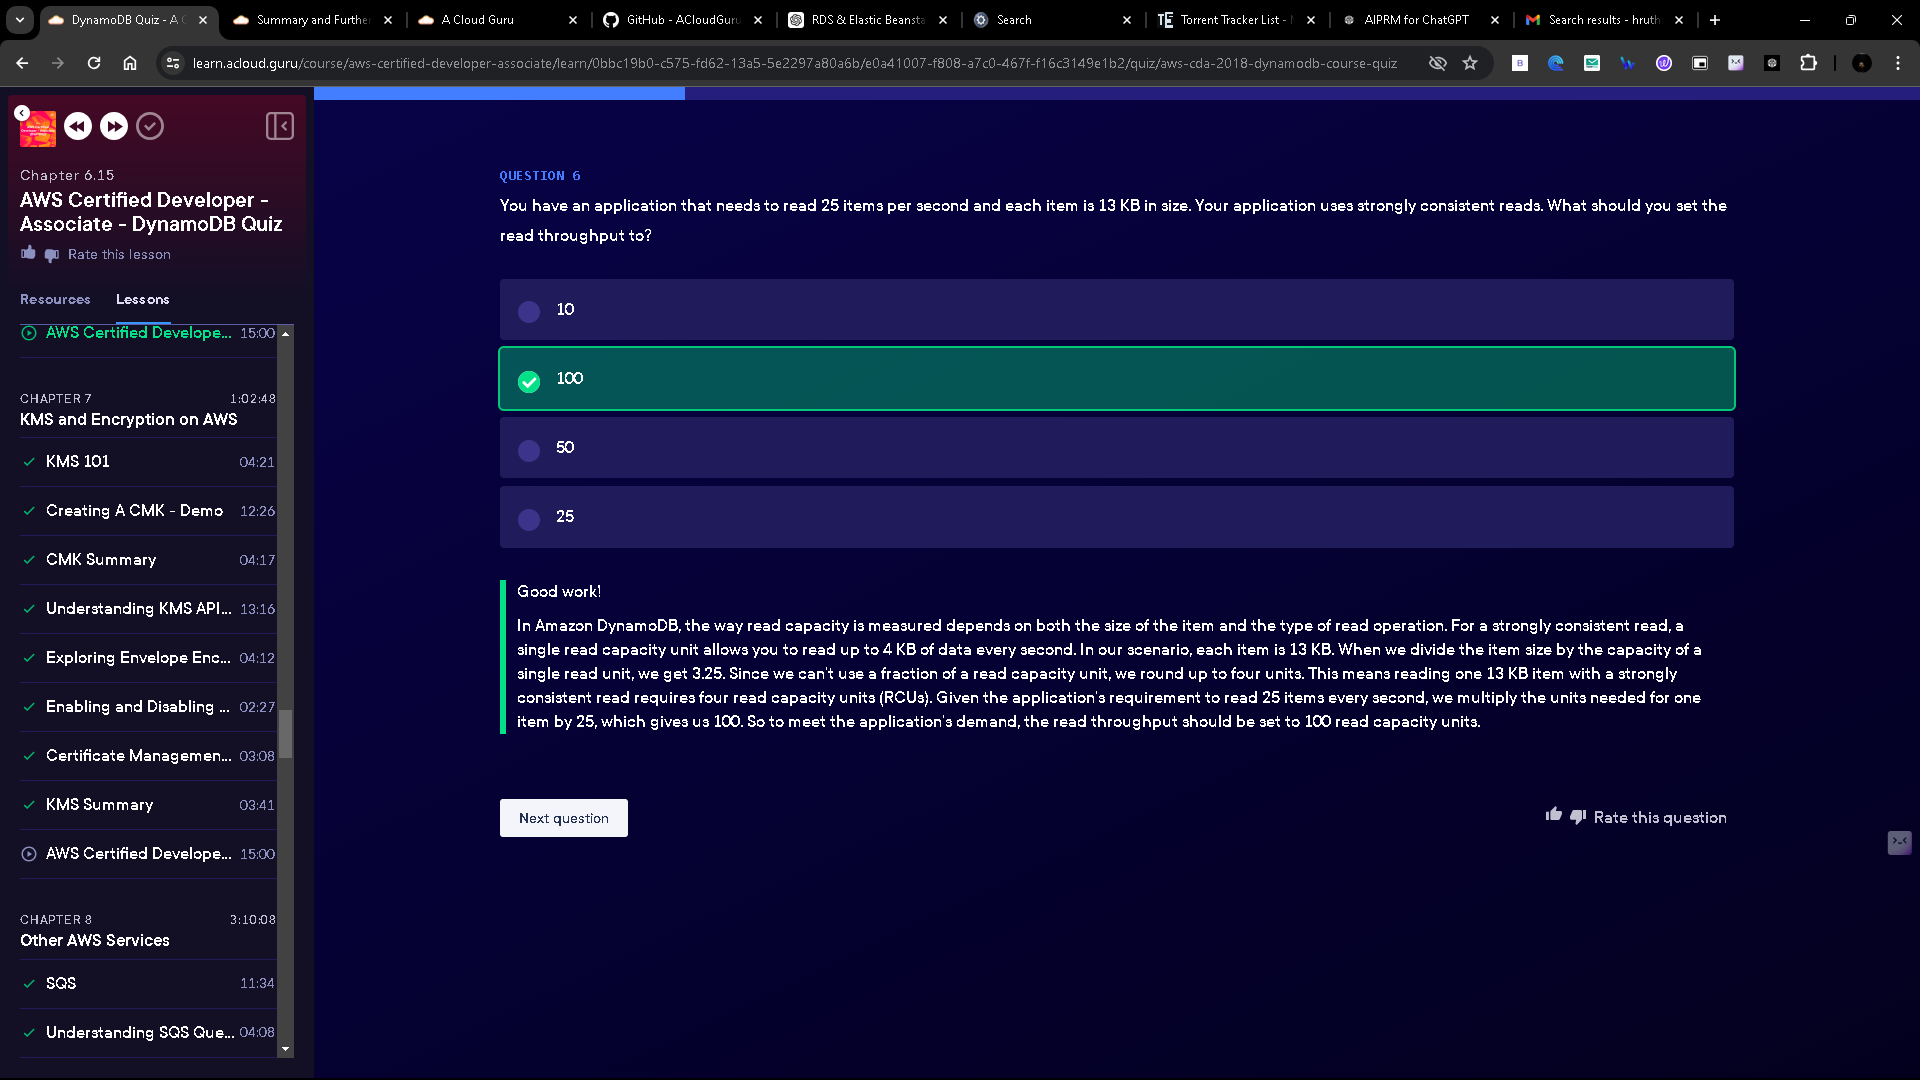 DynamoDB Quiz - A C
Summary and Further
A Cloud Guru
GitHub - ACloudGuru
RDS & Elastic Beansta
Search
Torrent Tracker List -
AIPRM for ChatGPT
Search results - hruth
learn.acloud.guru/course/aws-certified-developer-associate/learn/0bbc19b0-c575-fd62-13a5-5e2297a80a6b/e0a41007-f808-a7c0-467f-f16c3149e1b2/quiz/aws-cda-2018-dynamodb-course-quiz
Chapter 6.15
AWS Certified Developer -
Associate - DynamoDB Quiz
Rate this lesson
Resources
Lessons
AWS Certified Develope... 15:00
CHAPTER 7 1:02:48
KMS and Encryption on AWS
KMS 101 04:21
Creating A CMK - Demo 12:26
CMK Summary 04:17
Understanding KMS API... 13:16
Exploring Envelope Enc... 04:12
Enabling and Disabling ... 02:27
Certificate Managemen... 03:08
KMS Summary 03:41
AWS Certified Develope... 15:00
CHAPTER 8 3:10:08
Other AWS Services
SQS 11:34
Understanding SQS Que... 04:08
QUESTION 6
You have an application that needs to read 25 items per second and each item is 13 KB in size. Your application uses strongly consistent reads. What should you set the
read throughput to?
10
100
50
25
Good work!
In Amazon DynamoDB, the way read capacity is measured depends on both the size of the item and the type of read operation. For a strongly consistent read, a
single read capacity unit allows you to read up to 4 KB of data every second. In our scenario, each item is 13 KB. When we divide the item size by the capacity of a
single read unit, we get 3.25. Since we can't use a fraction of a read capacity unit, we round up to four units. This means reading one 13 KB item with a strongly
consistent read requires four read capacity units (RCUs). Given the application's requirement to read 25 items every second, we multiply the units needed for one
item by 25, which gives us 100. So to meet the application's demand, the read throughput should be set to 100 read capacity units.
Next question
Rate this question